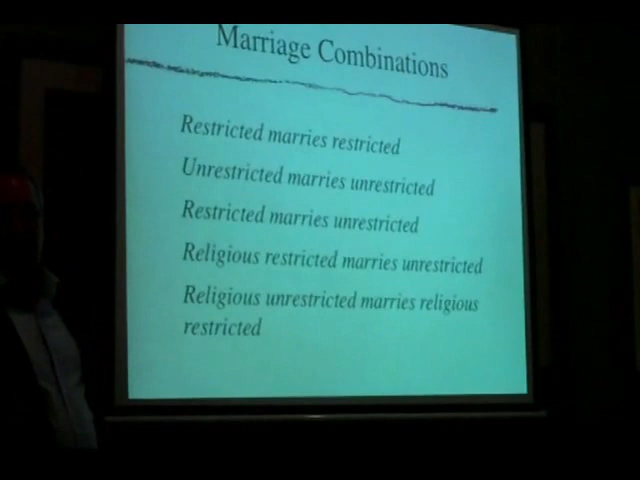 Marriage Combinations
Restricted marries restricted
Unrestricted marries unrestricted
Restricted marries unrestricted
Religious restricted marries unrestricted
Religious unrestricted marries religious
restricted